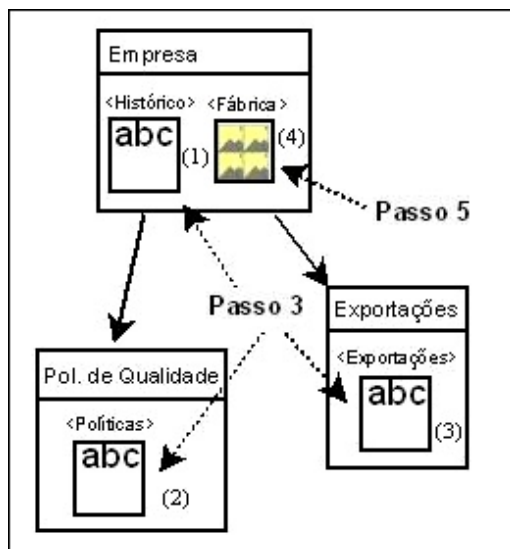 Empresa
<Histórico> <Fábrica>
abc
(1)
(4)
Passo 5
Passo 3
Exportações
<Exportações>
abc
(3)
Pol. de Qualidade
<Políticas>
abc
(2)